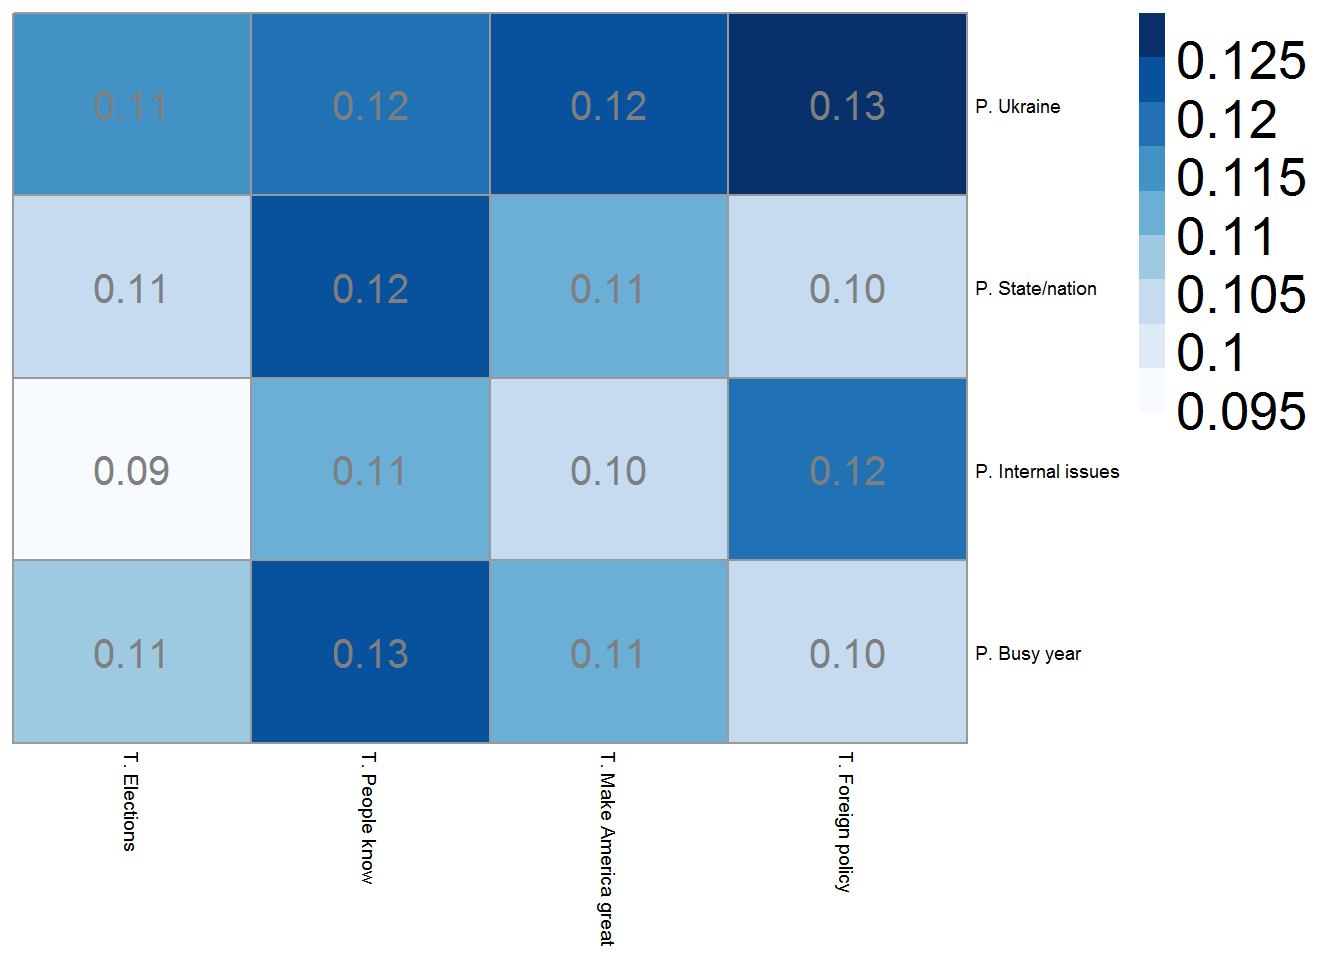 0.11 0.12 0.12 0.13 P. Ukraine
0.11 0.12 0.11 0.10 P. State/nation
0.09 0.11 0.10 0.12 P. Internal issues
0.11 0.13 0.11 0.10 P. Busy year
T. Elections
T. People know
T. Make America great
T. Foreign policy
0.125
0.12
0.115
0.11
0.105
0.1
0.095